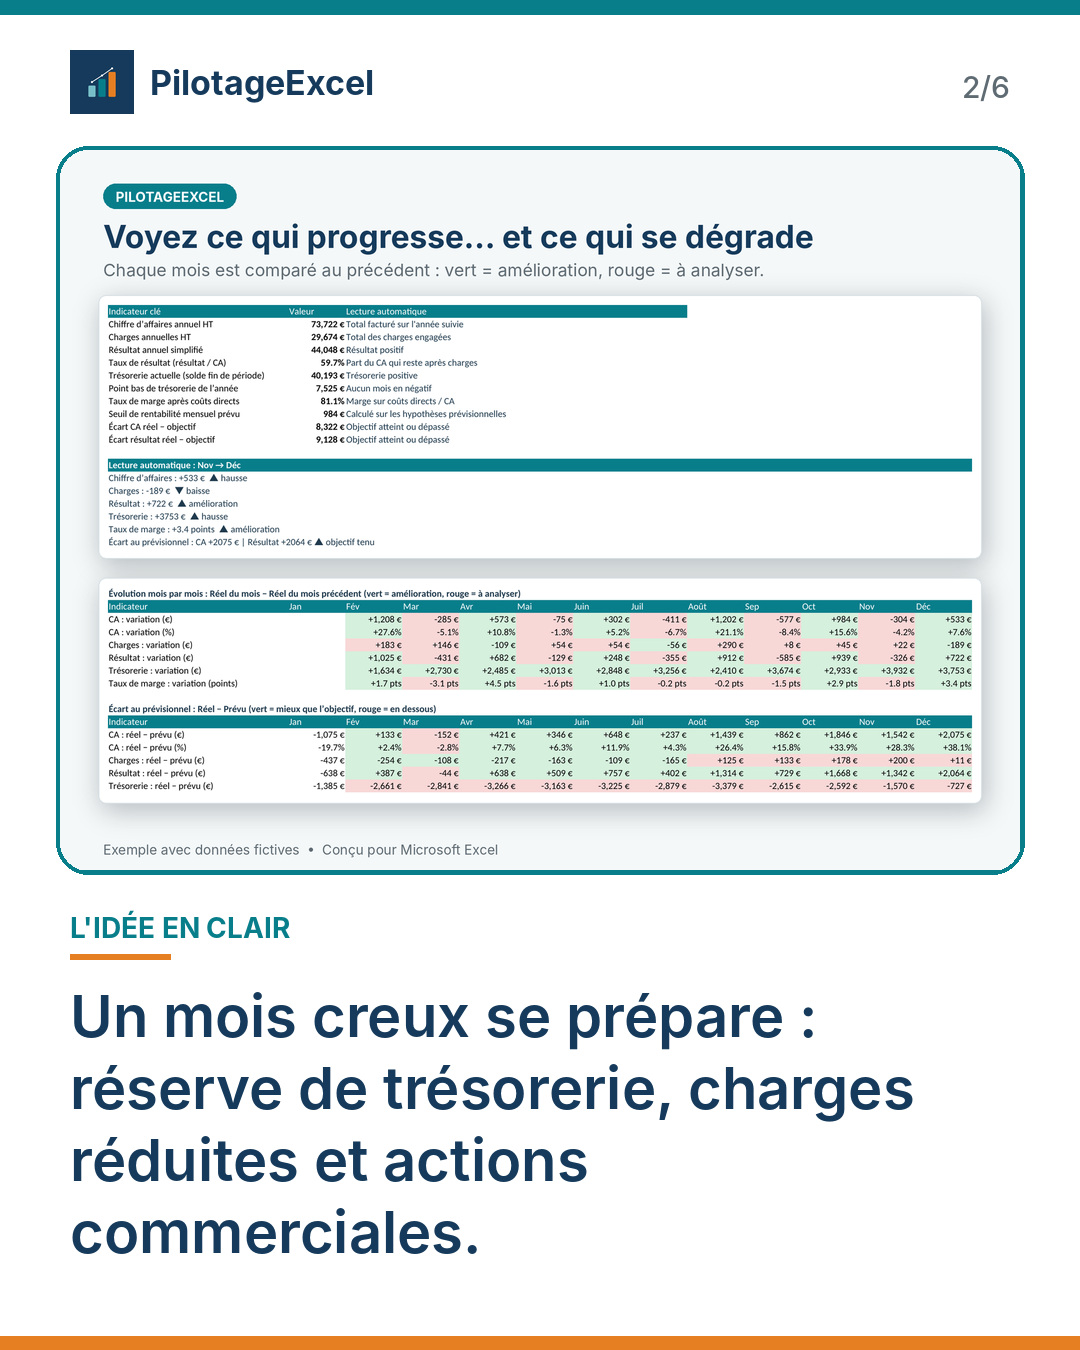 PilotageExcel
2/6
PILOTAGEEXCEL
Voyez ce qui progresse... et ce qui se dégrade
Chaque mois est comparé au précédent : vert = amélioration, rouge = à analyser.
Indicateur clé Valeur Lecture automatique
Chiffre d'affaires annuel HT 73,722 € Total facturé sur l'année suivie
Charges annuelles HT 29,674 € Total des charges engagées
Résultat annuel simplifié 44,048 € Résultat positif
Taux de résultat (résultat / CA) 59.7% Part du CA qui reste après charges
Trésorerie actuelle (solde fin de période) 40,193 € Trésorerie positive
Point bas de trésorerie de l'année 7,525 € Aucun mois en négatif
Taux de marge après coûts directs 81.1% Marge sur coûts directs / CA
Seuil de rentabilité mensuel prévu 984 € Calculé sur les hypothèses prévisionnelles
Écart CA réel − objectif 8,322 € Objectif atteint ou dépassé
Écart résultat réel − objectif 9,128 € Objectif atteint ou dépassé
Lecture automatique : Nov → Déc
Chiffre d'affaires : +533 € ▲ hausse
Charges : -189 € ▼ baisse
Résultat : +722 € ▲ amélioration
Trésorerie : +3753 € ▲ hausse
Taux de marge : +3.4 points ▲ amélioration
Écart au prévisionnel : CA +2075 € | Résultat +2064 € ▲ objectif tenu
Évolution mois par mois : Réel du mois − Réel du mois précédent (vert = amélioration, rouge = à analyser)
Indicateur Jan Fév Mar Avr Mai Juin Juil Août Sep Oct Nov Déc
CA : variation (€) +1,208 € -285 € +573 € -75 € +302 € -411 € +1,202 € -577 € +984 € -304 € +533 €
CA : variation (%) +27.6% -5.1% +10.8% -1.3% +5.2% -6.7% +21.1% -8.4% +15.6% -4.2% +7.6%
Charges : variation (€) +183 € +146 € -109 € +54 € +54 € -56 € +290 € +8 € +45 € +22 € -189 €
Résultat : variation (€) +1,025 € -431 € +682 € -129 € +248 € -355 € +912 € -585 € +939 € -326 € +722 €
Trésorerie : variation (€) +1,634 € +2,730 € +2,485 € +3,013 € +2,848 € +3,256 € +2,410 € +3,674 € +2,933 € +3,932 € +3,753 €
Taux de marge : variation (points) +1.7 pts -3.1 pts +4.5 pts -1.6 pts +1.0 pts -0.2 pts -0.2 pts -1.5 pts +2.9 pts -1.8 pts +3.4 pts
Écart au prévisionnel : Réel − Prévu (vert = mieux que l'objectif, rouge = en dessous)
Indicateur Jan Fév Mar Avr Mai Juin Juil Août Sep Oct Nov Déc
CA : réel − prévu (€) -1,075 € +133 € -152 € +421 € +346 € +648 € +237 € +1,439 € +862 € +1,846 € +1,542 € +2,075 €
CA : réel − prévu (%) -19.7% +2.4% -2.8% +7.7% +6.3% +11.9% +4.3% +26.4% +15.8% +33.9% +28.3% +38.1%
Charges : réel − prévu (€) -437 € -254 € -108 € -217 € -163 € -109 € -165 € +125 € +133 € +178 € +200 € +11 €
Résultat : réel − prévu (€) -638 € +387 € -44 € +638 € +509 € +757 € +402 € +1,314 € +729 € +1,668 € +1,342 € +2,064 €
Trésorerie : réel − prévu (€) -1,385 € -2,661 € -2,841 € -3,266 € -3,163 € -3,225 € -2,879 € -3,379 € -2,615 € -2,592 € -1,570 € -727 €
Exemple avec données fictives • Conçu pour Microsoft Excel
L'IDÉE EN CLAIR
Un mois creux se prépare :
réserve de trésorerie, charges
réduites et actions
commerciales.